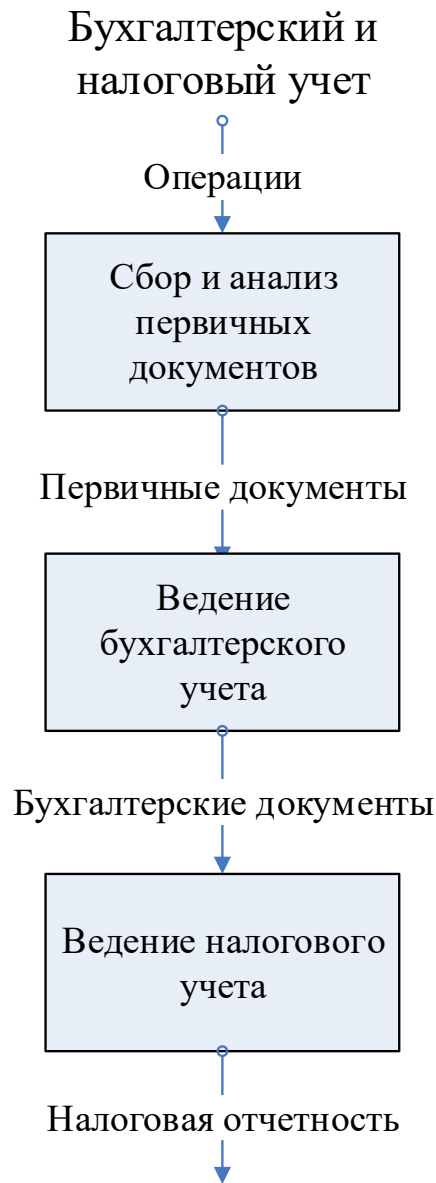 Бухгалтерский и
налоговый учет
Операции
Сбор и анализ
первичных
документов
Первичные документы
Ведение
бухгалтерского
учета
Бухгалтерские документы
Ведение налогового
учета
Налоговая отчетность